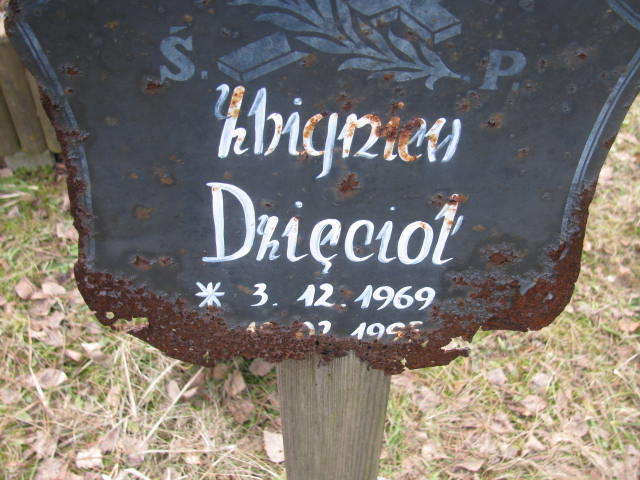 Ś. P.
Zbigniew
Dzięcioł
* 3. 12. 1969